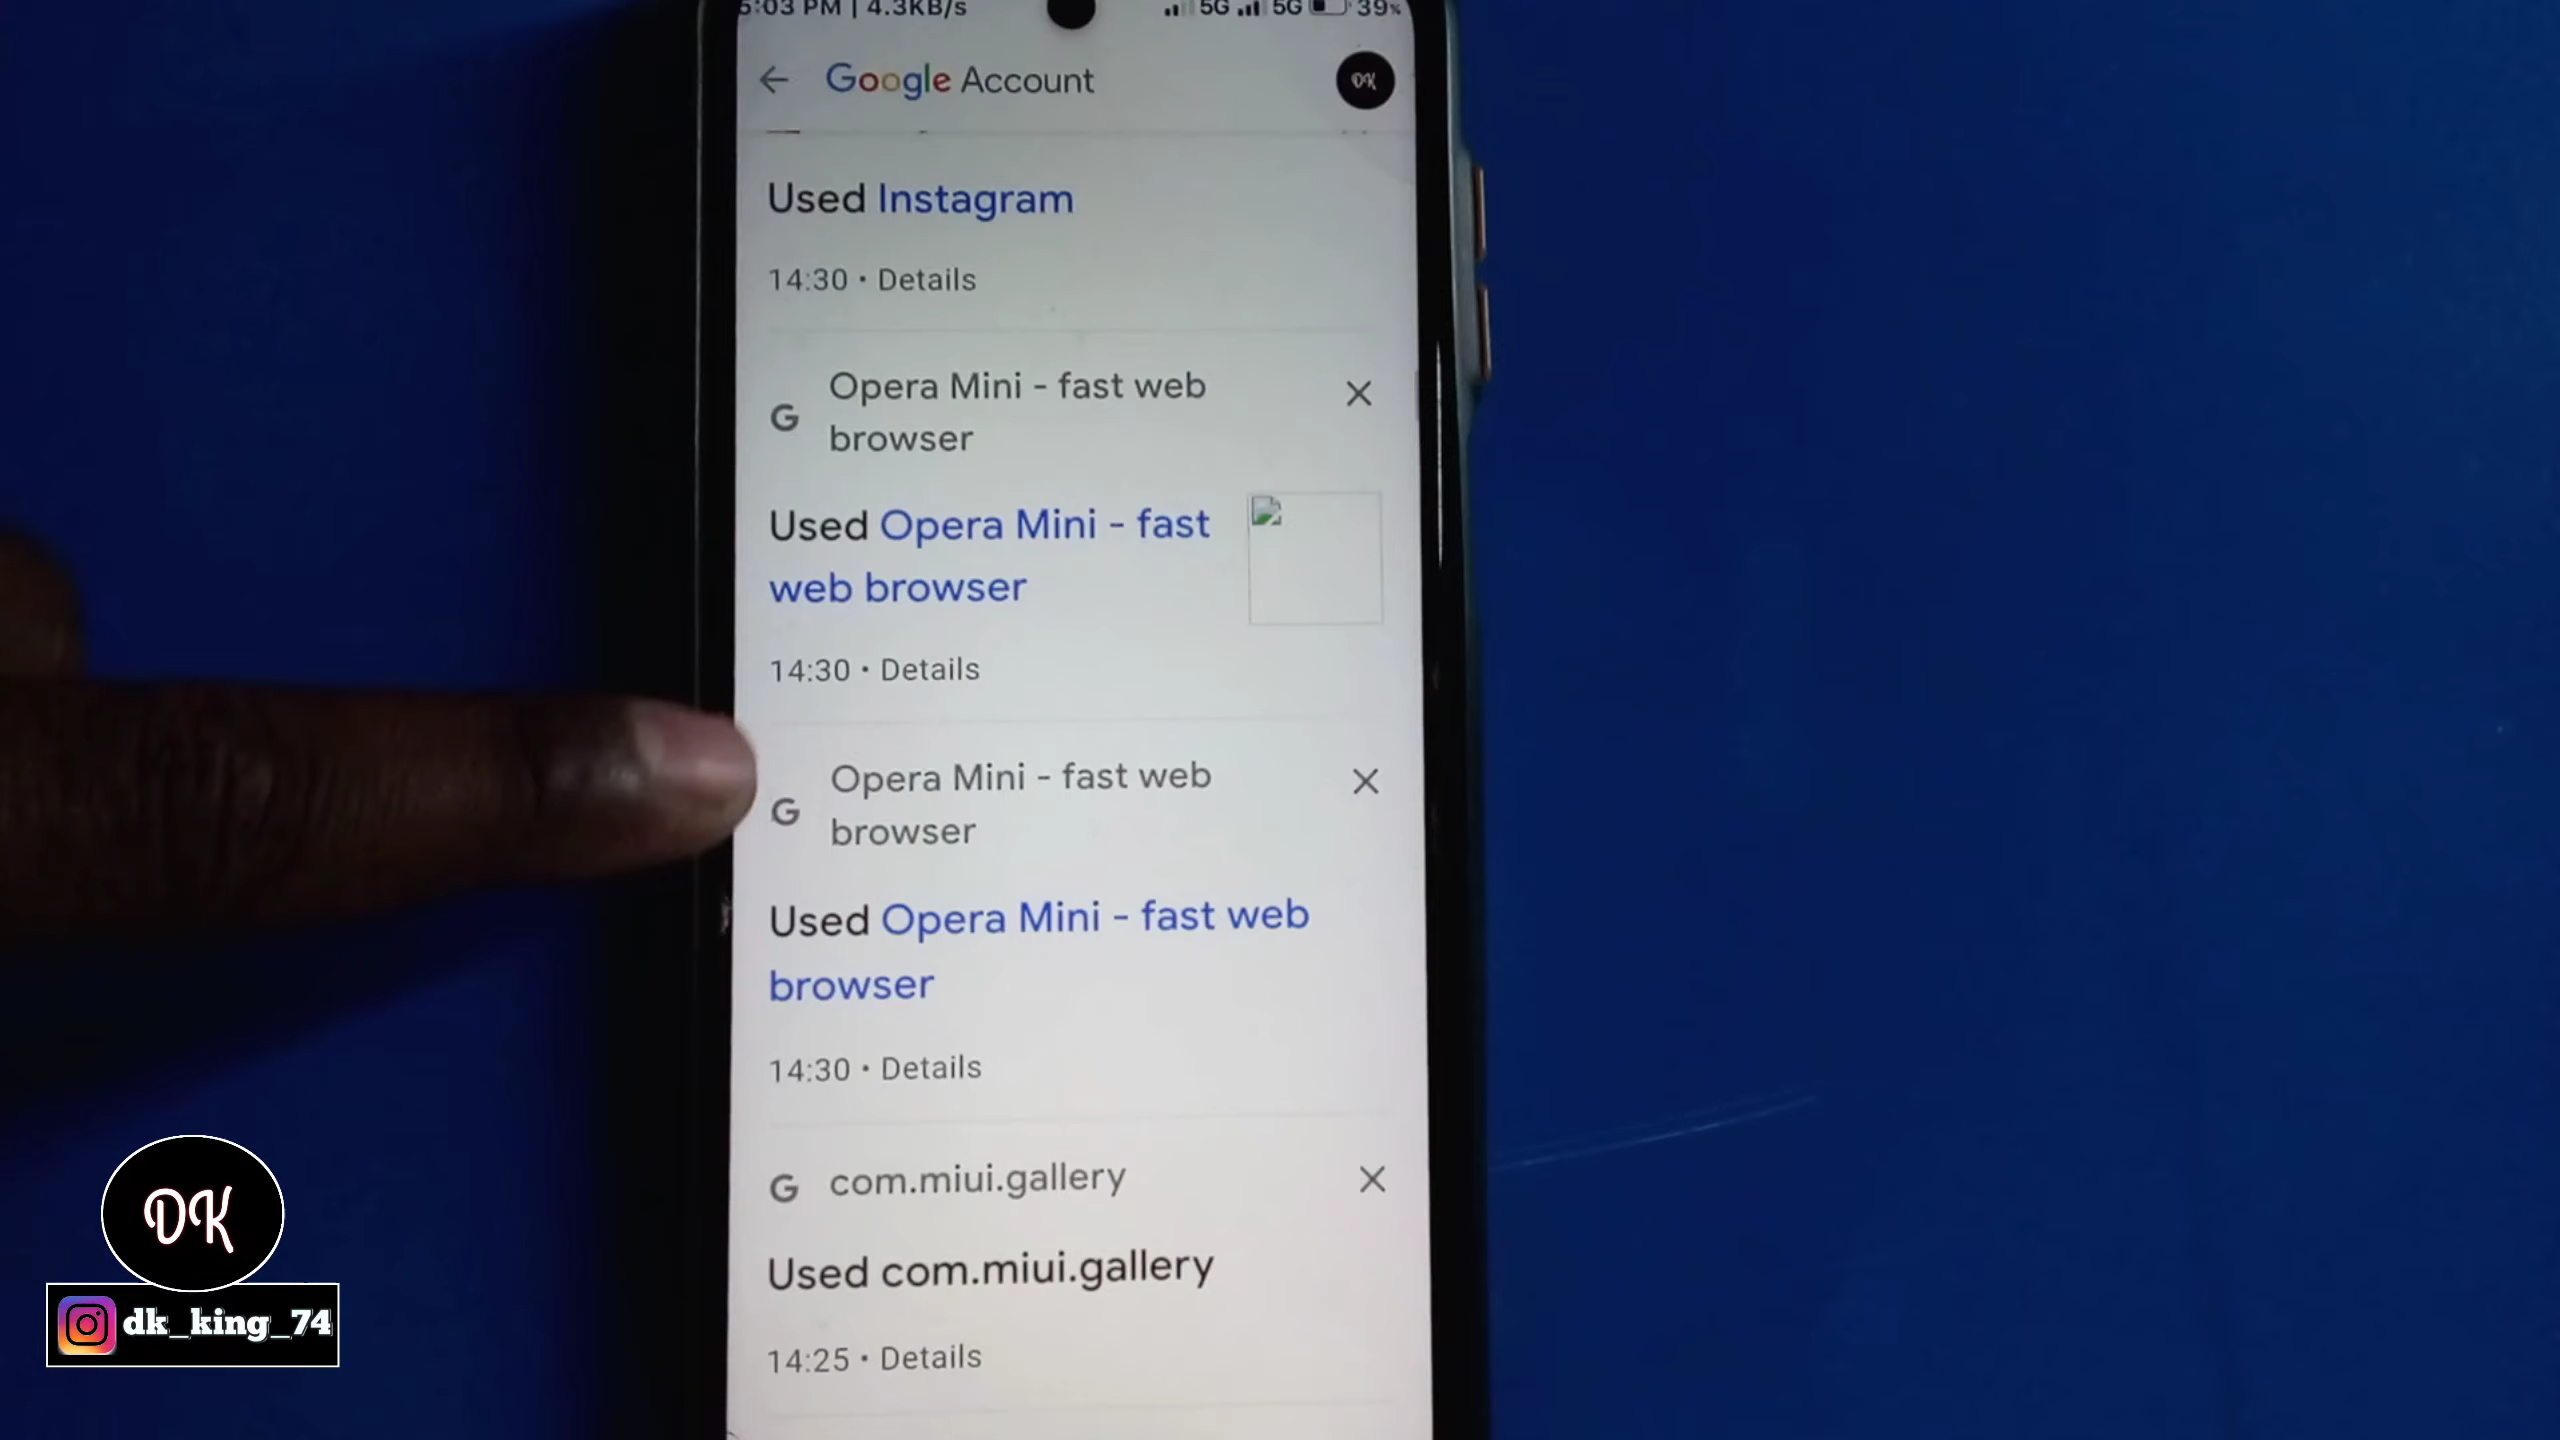 5:03 PM | 4.3KB/s 5G 5G 39%
Google Account DK
Used Instagram
14:30 • Details
Opera Mini - fast web
browser
Used Opera Mini - fast
web browser
14:30 • Details
Opera Mini - fast web
browser
Used Opera Mini - fast web
browser
14:30 • Details
com.miui.gallery
Used com.miui.gallery
14:25 • Details
DK
dk_king_74